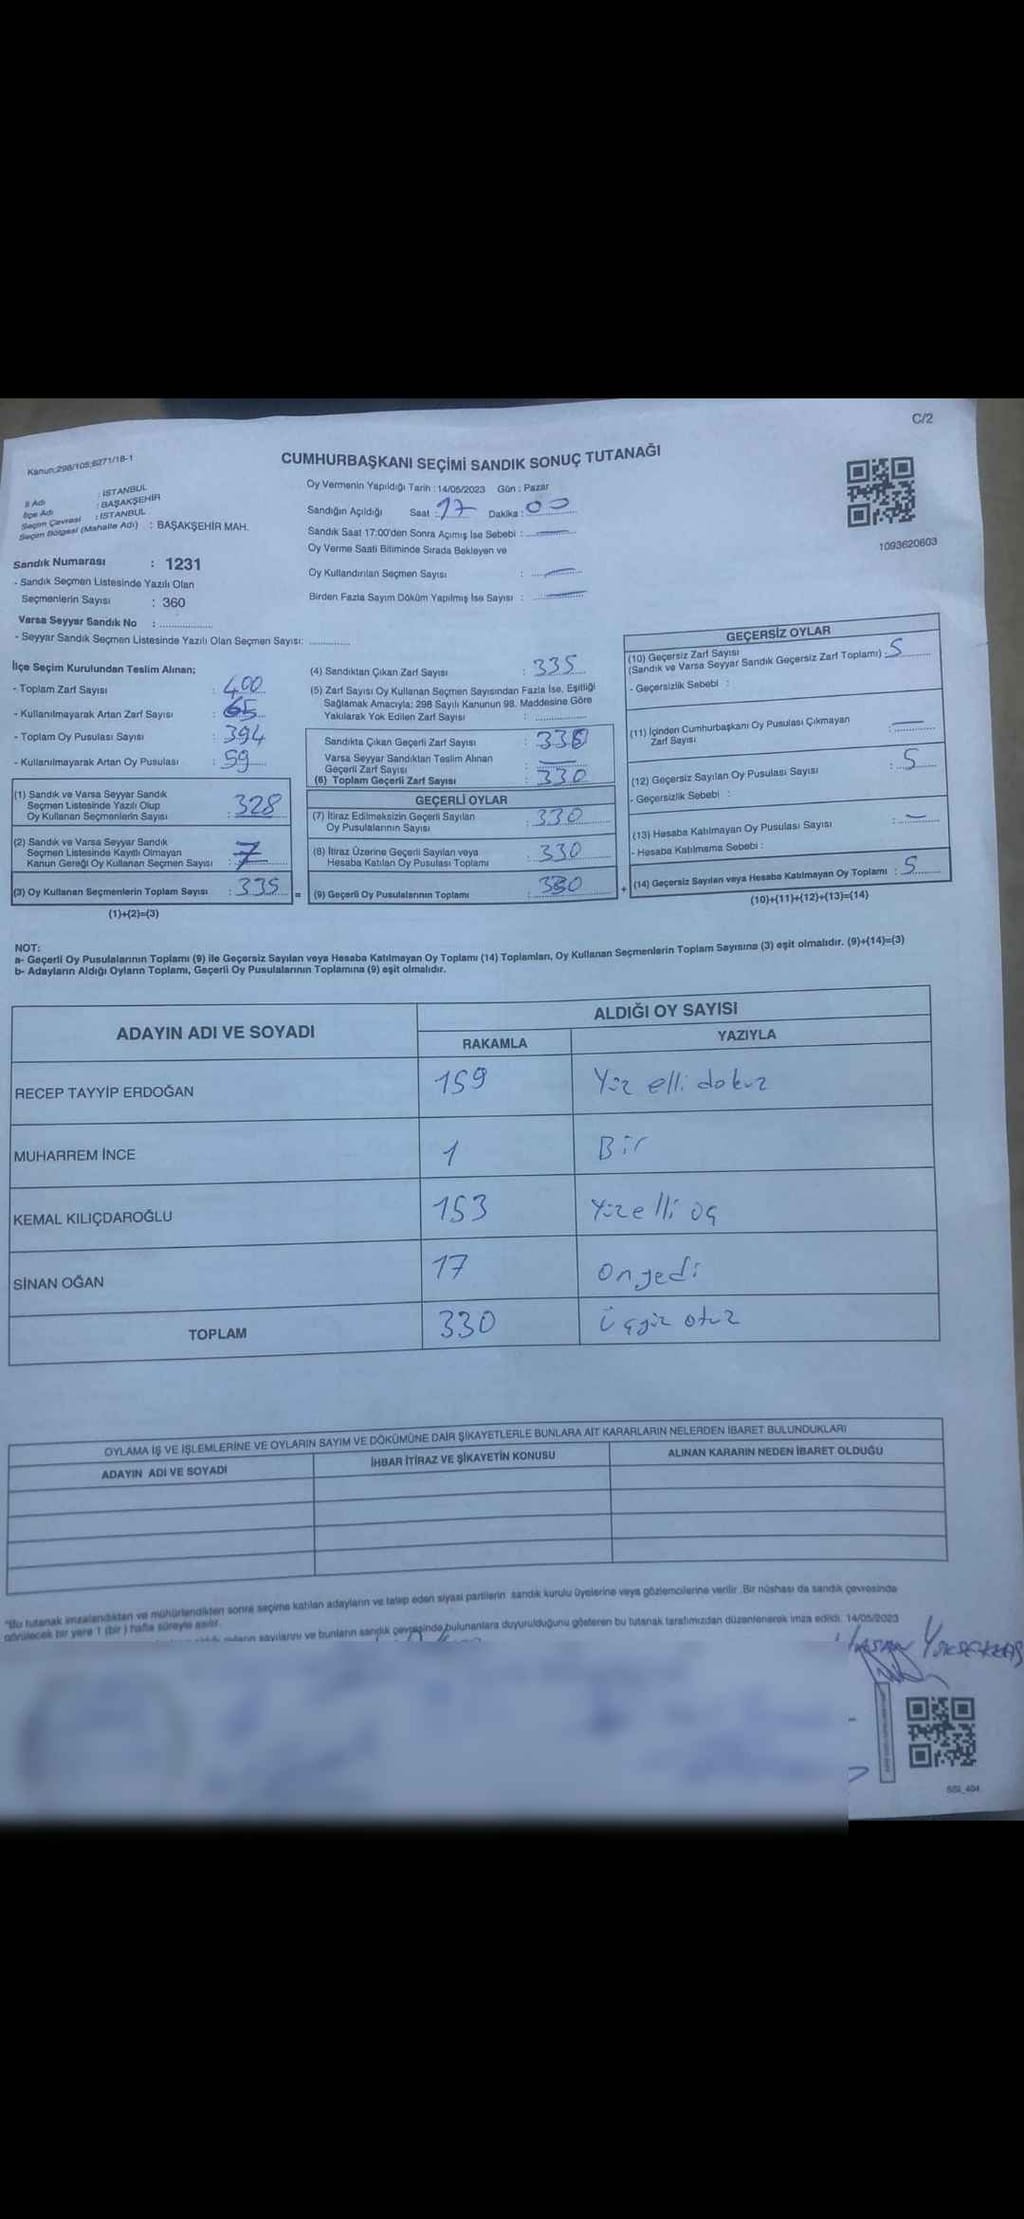 C/2
Kanun;298/105;6271/18-1
CUMHURBAŞKANI SEÇİMİ SANDIK SONUÇ TUTANAĞI
İl Adı : İSTANBUL
İlçe Adı : BAŞAKŞEHİR
Seçim Çevresi : İSTANBUL
Seçim Bölgesi (Mahalle Adı) : BAŞAKŞEHİR MAH.
Sandık Numarası : 1231
- Sandık Seçmen Listesinde Yazılı Olan
Seçmenlerin Sayısı : 360
Varsa Seyyar Sandık No :
- Seyyar Sandık Seçmen Listesinde Yazılı Olan Seçmen Sayısı:
Oy Vermenin Yapıldığı Tarih : 14/05/2023 Gün : Pazar
Sandığın Açıldığı Saat : 17 Dakika : 00
Sandık Saat 17:00'den Sonra Açmış İse Sebebi :
Oy Verme Saati Bitiminde Sırada Bekleyen ve
Oy Kullandırılan Seçmen Sayısı :
Birden Fazla Sayım Döküm Yapılmış İse Sayısı :
1093620603
İlçe Seçim Kurulundan Teslim Alınan;
- Toplam Zarf Sayısı : 400
- Kullanılmayarak Artan Zarf Sayısı : 65
- Toplam Oy Pusulası Sayısı : 394
- Kullanılmayarak Artan Oy Pusulası : 59
(1) Sandık ve Varsa Seyyar Sandık
Seçmen Listesinde Yazılı Olup
Oy Kullanan Seçmenlerin Sayısı : 328
(2) Sandık ve Varsa Seyyar Sandık
Seçmen Listesinde Kayıtlı Olmayan
Kanun Gereği Oy Kullanan Seçmen Sayısı : 7
(3) Oy Kullanan Seçmenlerin Toplam Sayısı : 335
(1)+(2)=(3)
(4) Sandıktan Çıkan Zarf Sayısı : 335
(5) Zarf Sayısı Oy Kullanan Seçmen Sayısından Fazla İse, Eşitliği
Sağlamak Amacıyla; 298 Sayılı Kanunun 98. Maddesine Göre
Yakılarak Yok Edilen Zarf Sayısı :
Sandıkta Çıkan Geçerli Zarf Sayısı : 330
Varsa Seyyar Sandıktan Teslim Alınan
Geçerli Zarf Sayısı :
(6) Toplam Geçerli Zarf Sayısı : 330
GEÇERLİ OYLAR
(7) İtiraz Edilmeksizin Geçerli Sayılan
Oy Pusulalarının Sayısı : 330
(8) İtiraz Üzerine Geçerli Sayılan veya
Hesaba Katılan Oy Pusulası Toplamı : 330
= (9) Geçerli Oy Pusulalarının Toplamı : 330
GEÇERSİZ OYLAR
(10) Geçersiz Zarf Sayısı
(Sandık ve Varsa Seyyar Sandık Geçersiz Zarf Toplamı) : 5
- Geçersizlik Sebebi :
(11) İçinden Cumhurbaşkanı Oy Pusulası Çıkmayan
Zarf Sayısı :
(12) Geçersiz Sayılan Oy Pusulası Sayısı : 5
- Geçersizlik Sebebi :
(13) Hesaba Katılmayan Oy Pusulası Sayısı :
- Hesaba Katılmama Sebebi :
+ (14) Geçersiz Sayılan veya Hesaba Katılmayan Oy Toplamı : 5
(10)+(11)+(12)+(13)=(14)
NOT:
a- Geçerli Oy Pusulalarının Toplamı (9) ile Geçersiz Sayılan veya Hesaba Katılmayan Oy Toplamı (14) Toplamları, Oy Kullanan Seçmenlerin Toplam Sayısına (3) eşit olmalıdır. (9)+(14)=(3)
b- Adayların Aldığı Oyların Toplamı, Geçerli Oy Pusulalarının Toplamına (9) eşit olmalıdır.
ADAYIN ADI VE SOYADI
ALDIĞI OY SAYISI
RAKAMLA YAZIYLA
RECEP TAYYİP ERDOĞAN 159 Yüz elli dokuz
MUHARREM İNCE 1 Bir
KEMAL KILIÇDAROĞLU 153 Yüz elli üç
SİNAN OĞAN 17 Onyedi
TOPLAM 330 Üçyüz otuz
OYLAMA İŞ VE İŞLEMLERİNE VE OYLARIN SAYIM VE DÖKÜMÜNE DAİR ŞİKAYETLERLE BUNLARA AİT KARARLARIN NELERDEN İBARET BULUNDUKLARI
ADAYIN ADI VE SOYADI İHBAR İTİRAZ VE ŞİKAYETİN KONUSU ALINAN KARARIN NEDEN İBARET OLDUĞU
"Bu tutanak imzalandıktan ve mühürlendikten sonra seçime katılan adayların ve talep eden siyasi partilerin sandık kurulu üyelerine veya gözlemcilerine verilir. Bir nüshası da sandık çevresinde
görülecek bir yere 1 (bir) hafta süreyle asılır.
oyların sayılarını ve bunların sandık çevresinde bulunanlara duyurulduğunu gösteren bu tutanak tarafımızdan düzenlenerek imza edildi. 14/05/2023